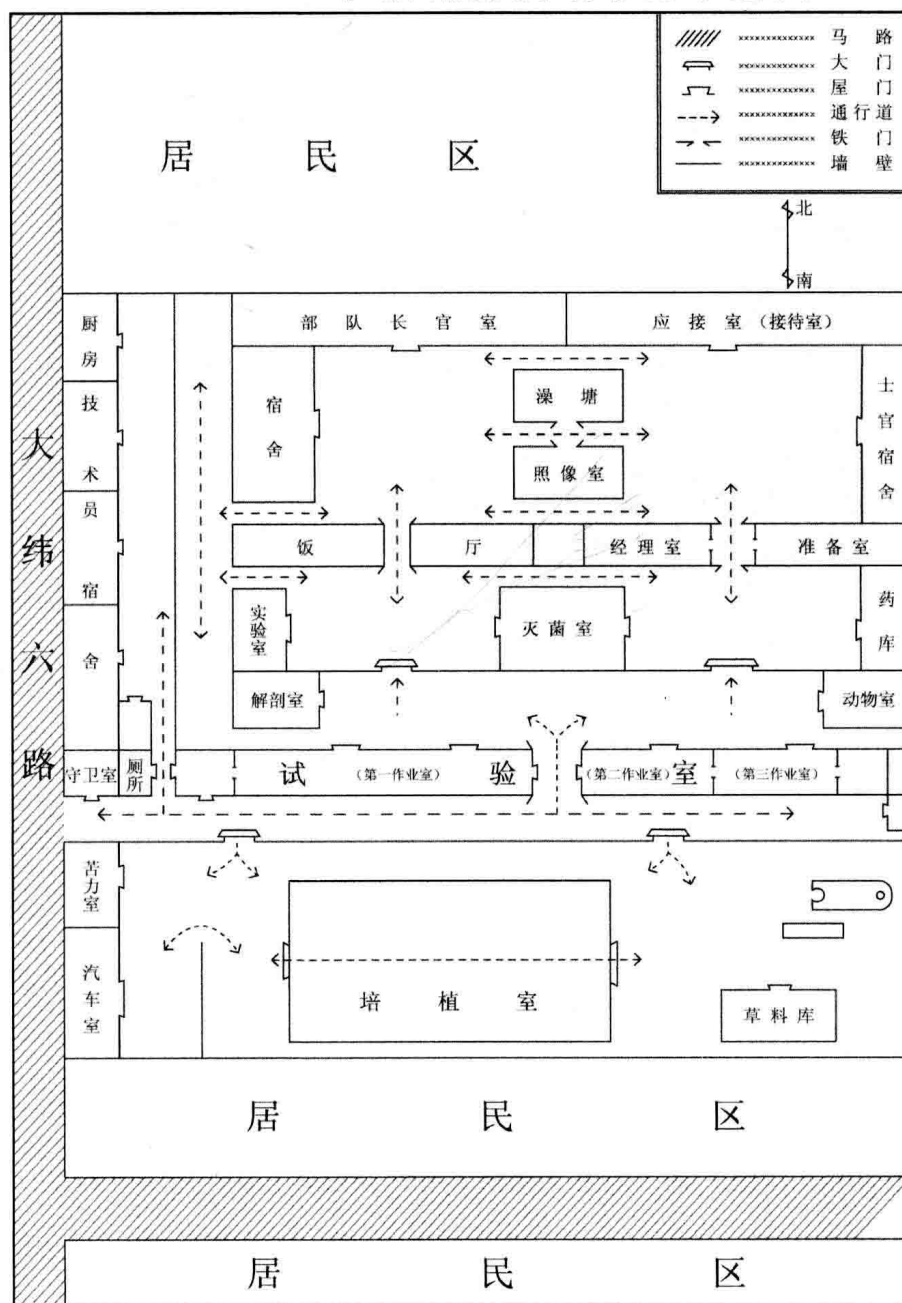 马路
大门
屋门
通行道
铁门
墙壁
北
南
居民区
大纬六路
厨房
部队长官室
应接室(接待室)
技术员宿舍
宿舍
澡塘
照像室
士官宿舍
饭厅
经理室
准备室
实验室
灭菌室
药库
解剖室
动物室
守卫室
厕所
试验室
(第一作业室)
(第二作业室)
(第三作业室)
苦力室
汽车室
培植室
草料库
居民区
居民区